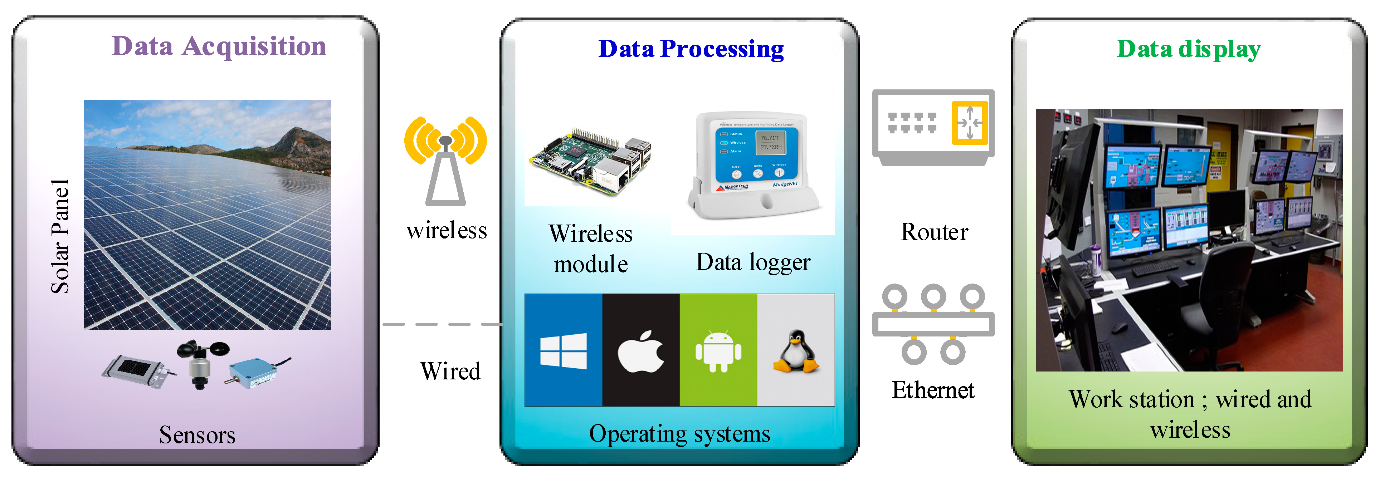 Data Acquisition
Solar Panel
Sensors
wireless
Wired
Data Processing
Wireless
module
Data logger
Operating systems
Router
Ethernet
Data display
Work station ; wired and
wireless